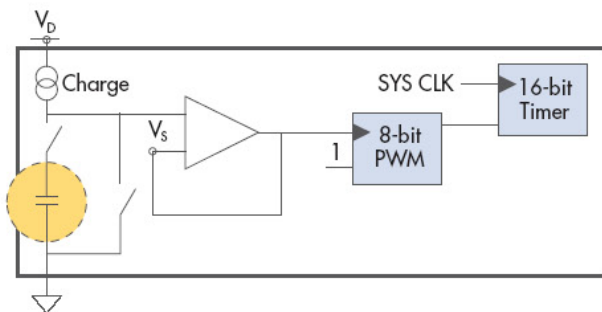 V_D
Charge
SYS CLK
16-bit
Timer
V_S
8-bit
PWM
1